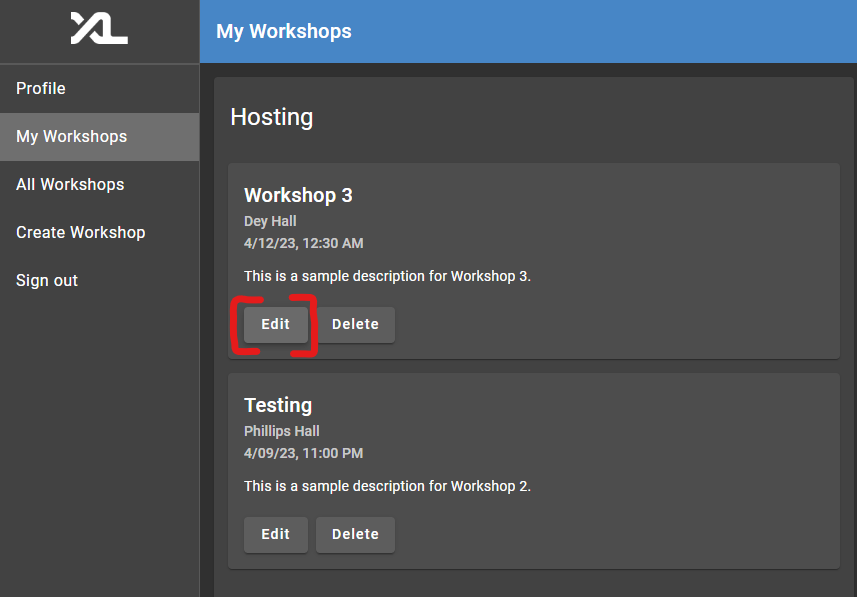 XL
My Workshops
Profile
My Workshops
All Workshops
Create Workshop
Sign out
Hosting
Workshop 3
Dey Hall
4/12/23, 12:30 AM
This is a sample description for Workshop 3.
Edit Delete
Testing
Phillips Hall
4/09/23, 11:00 PM
This is a sample description for Workshop 2.
Edit Delete